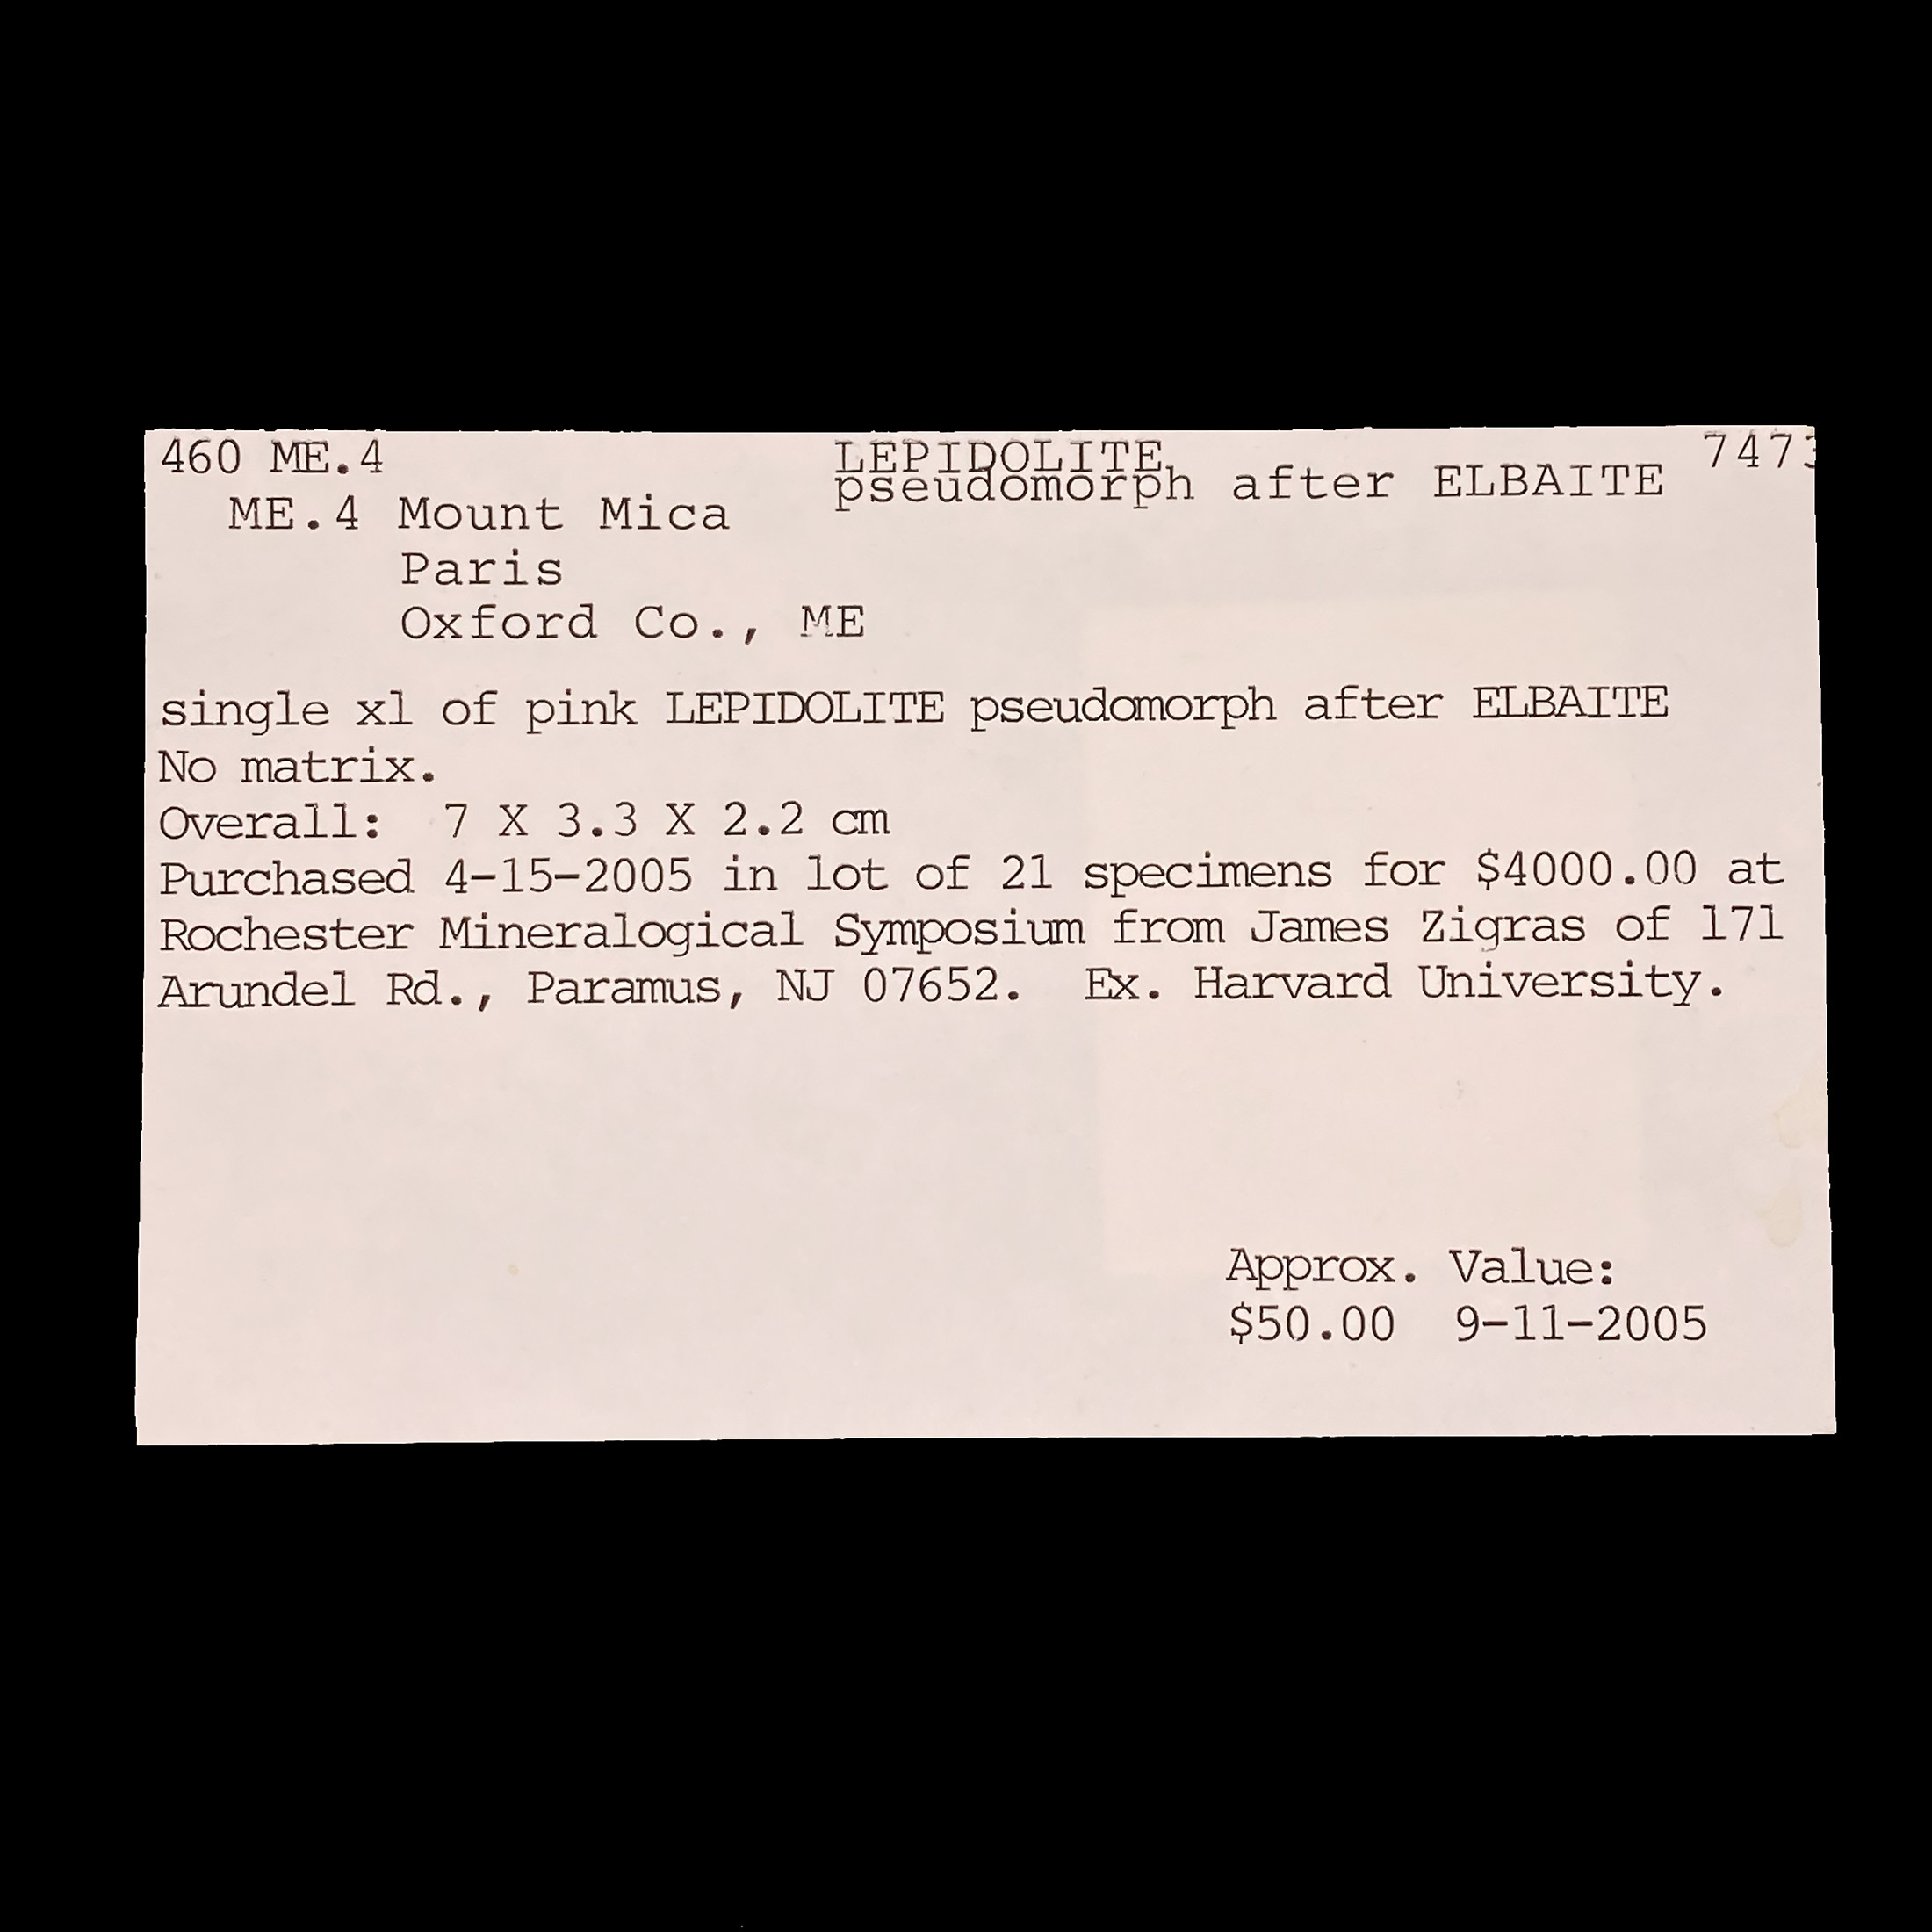 460 ME.4
LEPIDOLITE
7473
pseudomorph after ELBAITE
ME.4 Mount Mica
Paris
Oxford Co., ME
single xl of pink LEPIDOLITE pseudomorph after ELBAITE
No matrix.
Overall: 7 X 3.3 X 2.2 cm
Purchased 4-15-2005 in lot of 21 specimens for $4000.00 at
Rochester Mineralogical Symposium from James Zigras of 171
Arundel Rd., Paramus, NJ 07652. Ex. Harvard University.
Approx. Value:
$50.00 9-11-2005